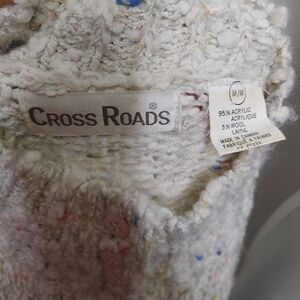 CROSS ROADS®
M/M
95% ACRYLIC
ACRYLIQUE
5% WOOL
LAINE
MADE IN TAIWAN
FABRIQUE A TAIWAN